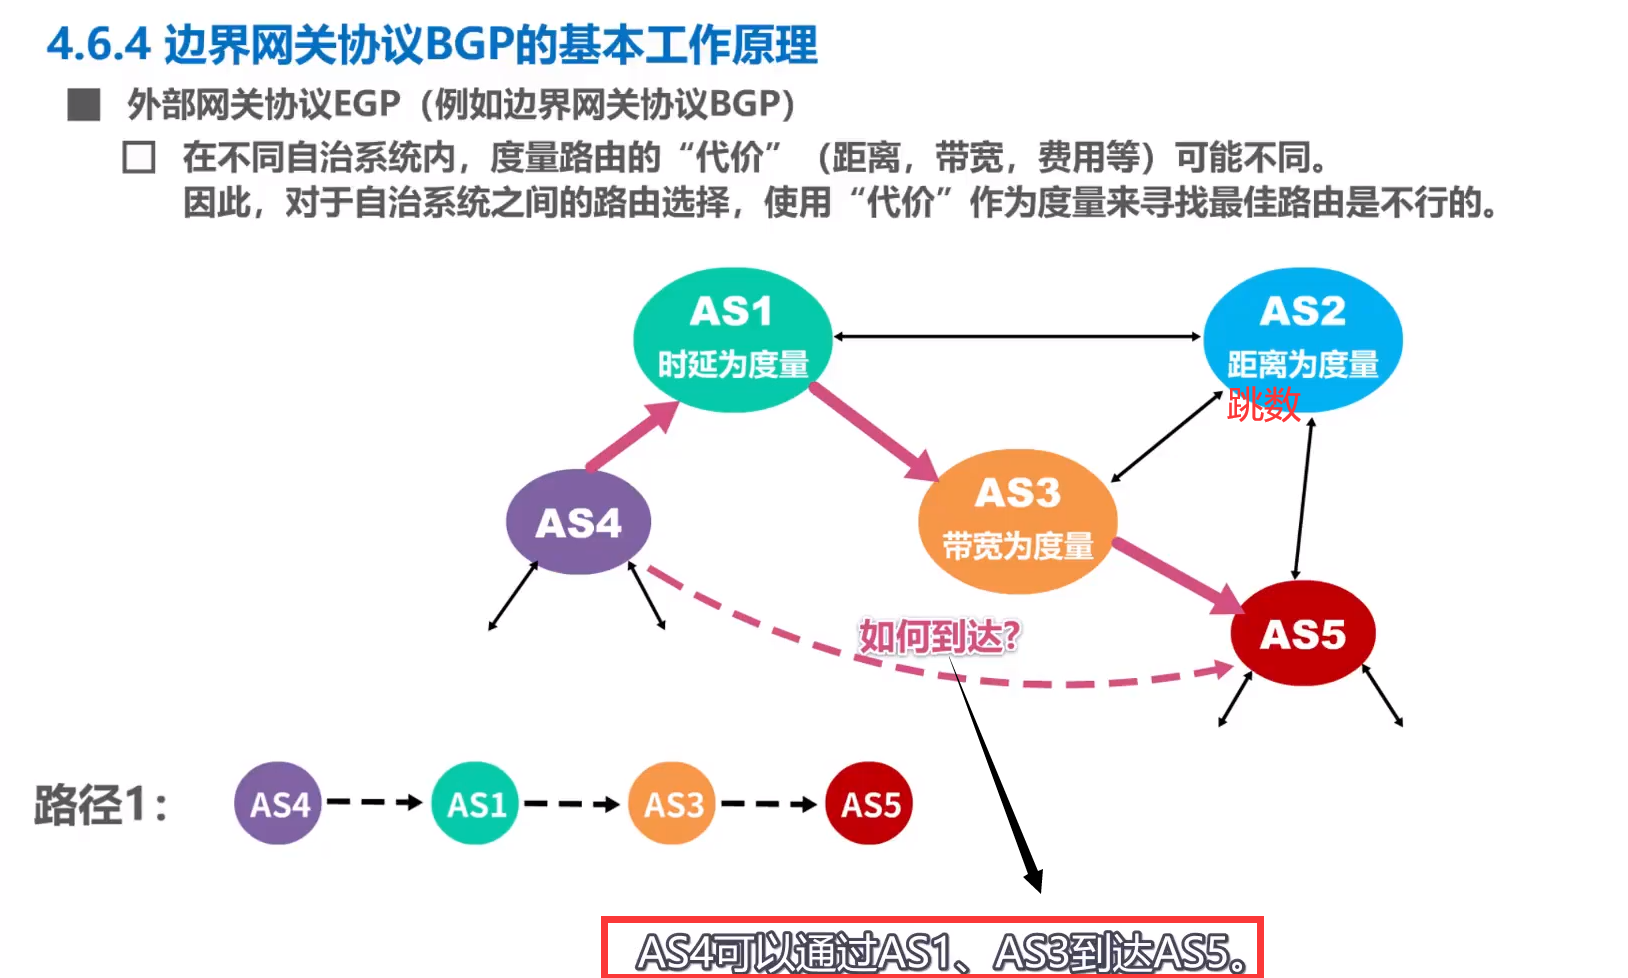 4.6.4 边界网关协议BGP的基本工作原理
外部网关协议EGP（例如边界网关协议BGP）
在不同自治系统内，度量路由的“代价”（距离，带宽，费用等）可能不同。
因此，对于自治系统之间的路由选择，使用“代价”作为度量来寻找最佳路由是不行的。
AS1
时延为度量
AS2
距离为度量
跳数
AS3
带宽为度量
AS4
如何到达?
AS5
路径1：
AS4
AS1
AS3
AS5
AS4可以通过AS1、AS3到达AS5。